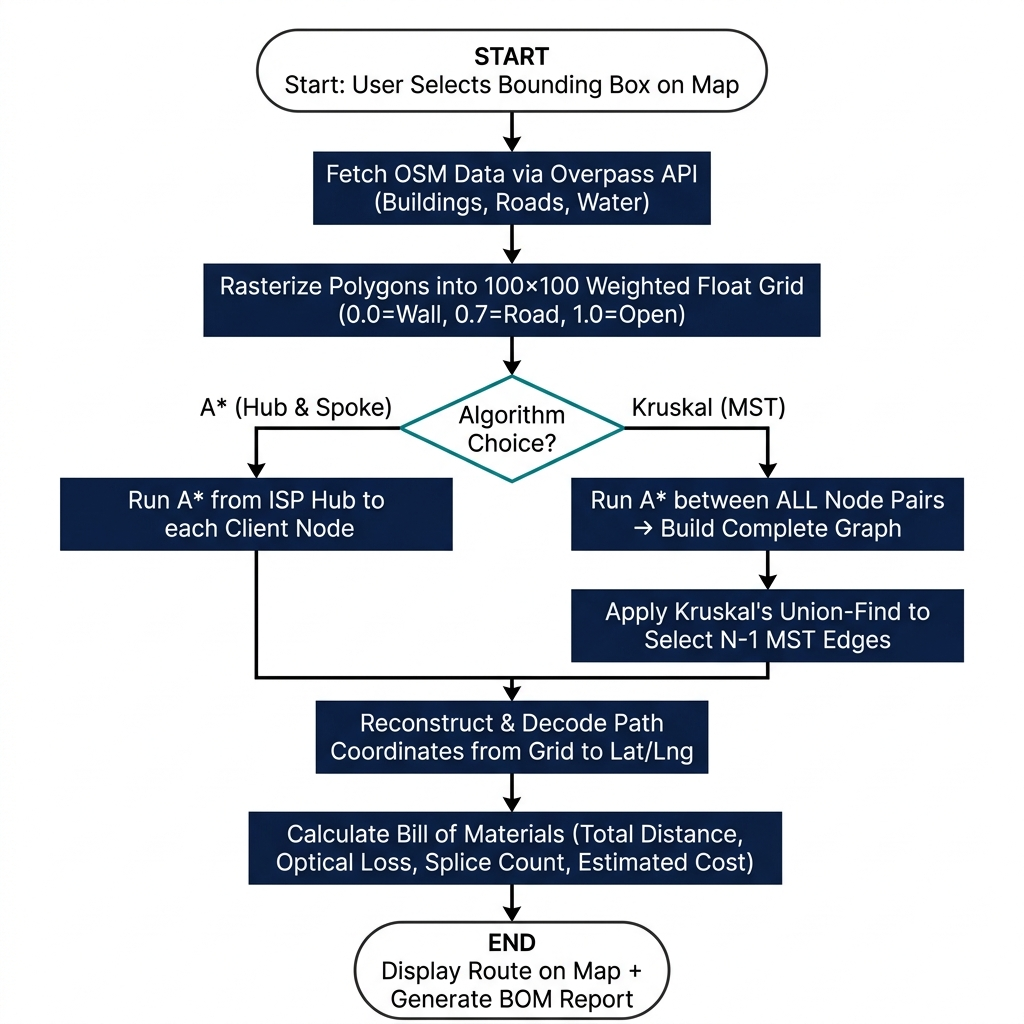 START
Start: User Selects Bounding Box on Map
Fetch OSM Data via Overpass API
(Buildings, Roads, Water)
Rasterize Polygons into 100×100 Weighted Float Grid
(0.0=Wall, 0.7=Road, 1.0=Open)
Algorithm
Choice?
A* (Hub & Spoke)
Kruskal (MST)
Run A* from ISP Hub to
each Client Node
Run A* between ALL Node Pairs
→ Build Complete Graph
Apply Kruskal's Union-Find to
Select N-1 MST Edges
Reconstruct & Decode Path
Coordinates from Grid to Lat/Lng
Calculate Bill of Materials (Total Distance,
Optical Loss, Splice Count, Estimated Cost)
END
Display Route on Map +
Generate BOM Report